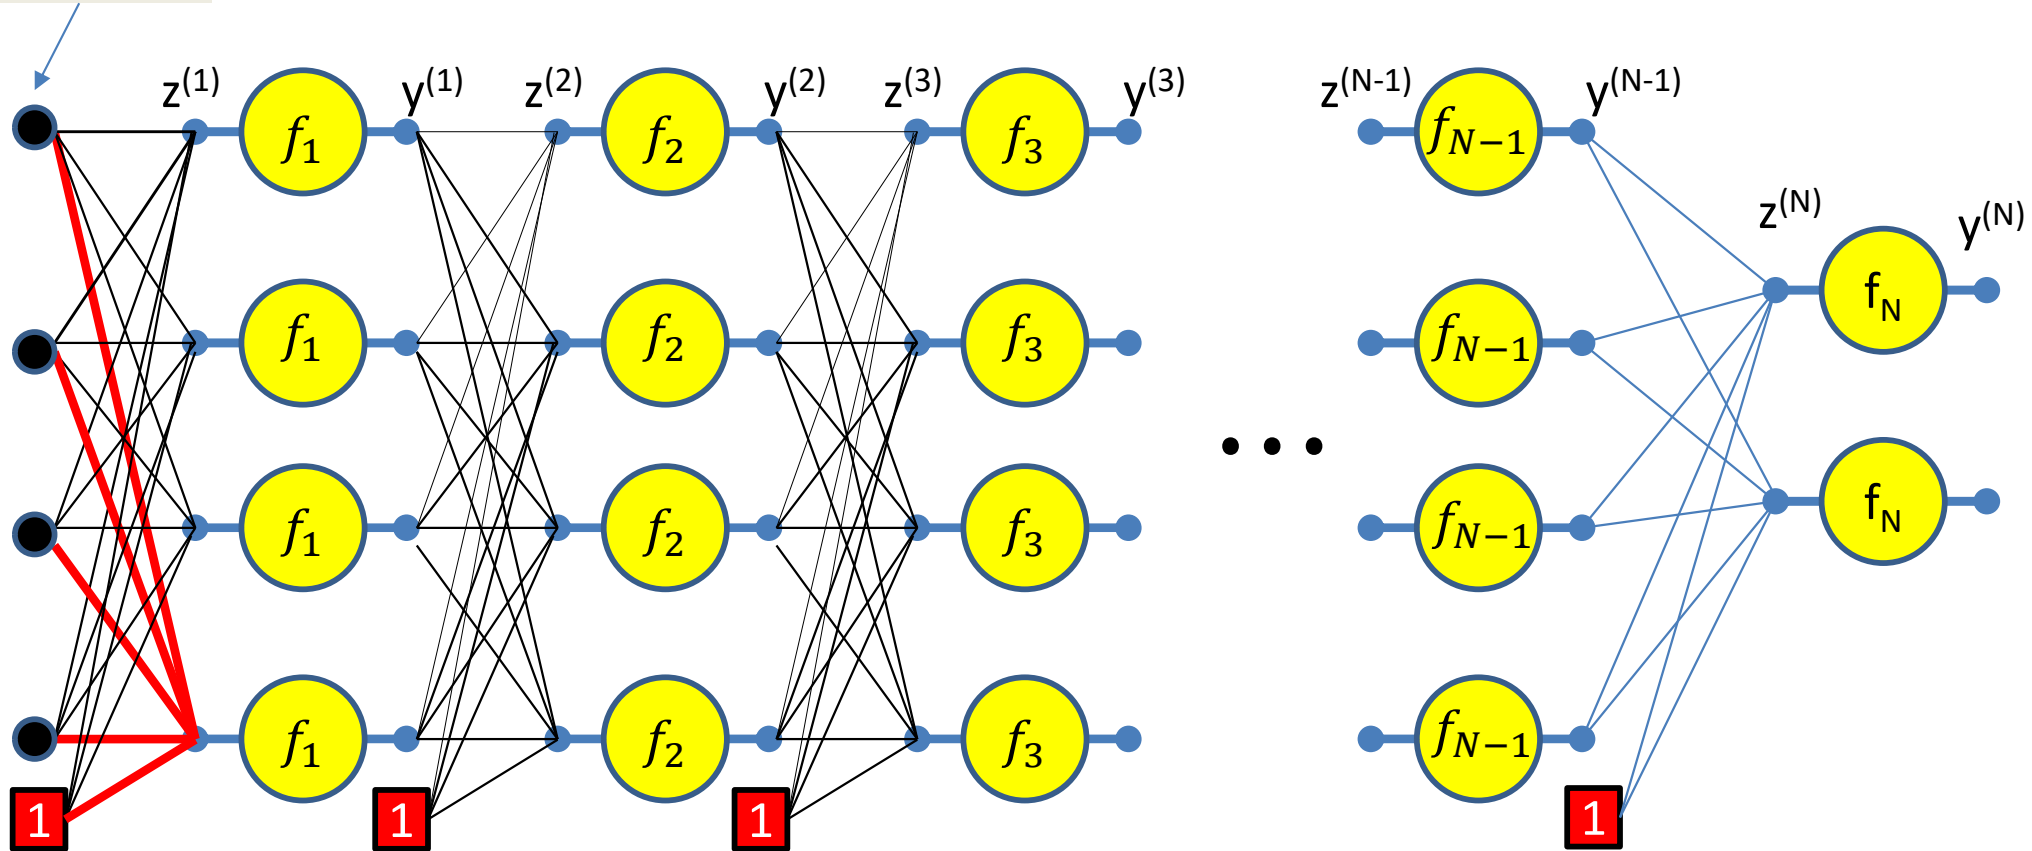 z(1) y(1) z(2) y(2) z(3) y(3) z(N-1) y(N-1)
f1 f2 f3 fN−1
z(N) y(N)
fN
f1 f2 f3 fN−1
f1 f2 f3 fN−1
fN
f1 f2 f3 fN−1
1 1 1 1